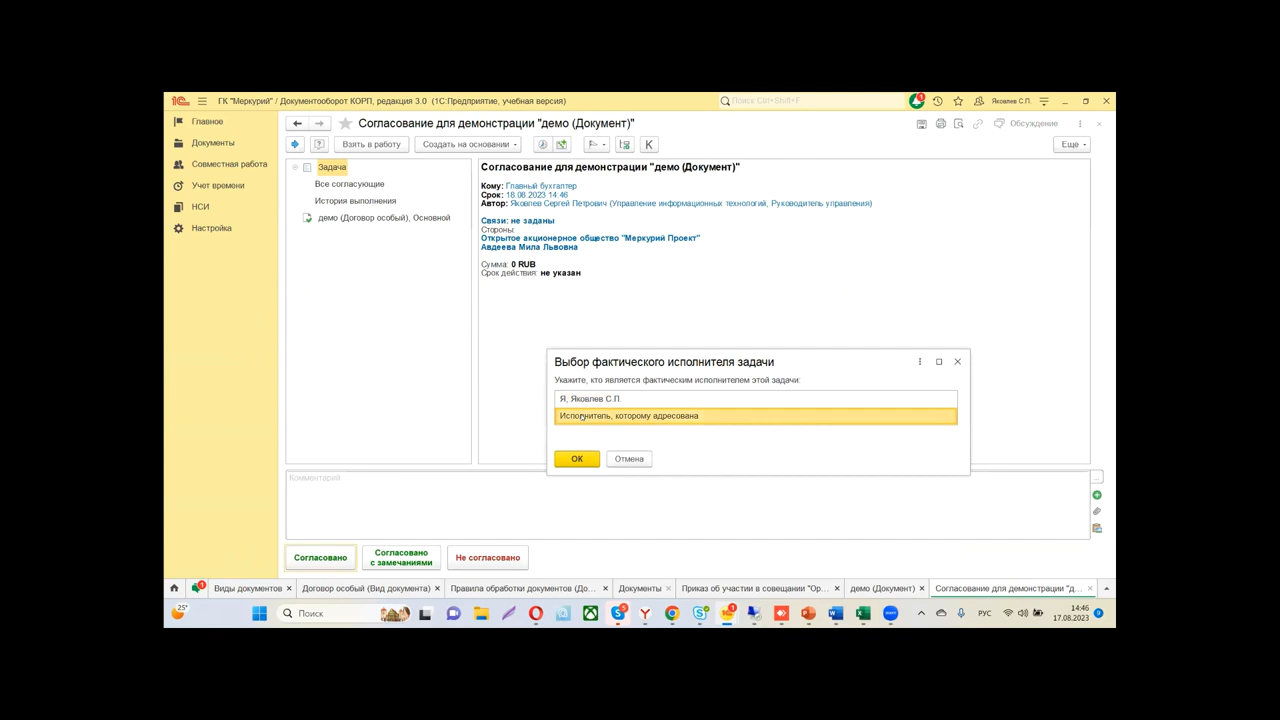 1С ГК "Меркурий" / Документооборот КОРП, редакция 3.0 (1С:Предприятие, учебная версия) Поиск Ctrl+Shift+F 1 Яковлев С.П.
Главное
Документы
Совместная работа
Учет времени
НСИ
Настройка
Согласование для демонстрации "демо (Документ)" Обсуждение
Взять в работу Создать на основании Еще
Задача
Все согласующие
История выполнения
демо (Договор особый), Основной
Согласование для демонстрации "демо (Документ)"
Кому: Главный бухгалтер
Срок: 18.08.2023 14:46
Автор: Яковлев Сергей Петрович (Управление информационных технологий, Руководитель управления)
Связи: не заданы
Стороны:
Открытое акционерное общество "Меркурий Проект"
Авдеева Мила Львовна
Сумма: 0 RUB
Срок действия: не указан
Выбор фактического исполнителя задачи
Укажите, кто является фактическим исполнителем этой задачи:
Я, Яковлев С.П.
Исполнитель, которому адресована
ОК Отмена
Комментарий
Согласовано
Согласовано
с замечаниями
Не согласовано
1 Виды документов Договор особый (Вид документа) Правила обработки документов (До... Документы Приказ об участии в совещании "Ор... демо (Документ) Согласование для демонстрации "д...
25° Поиск РУС 14:46
17.08.2023